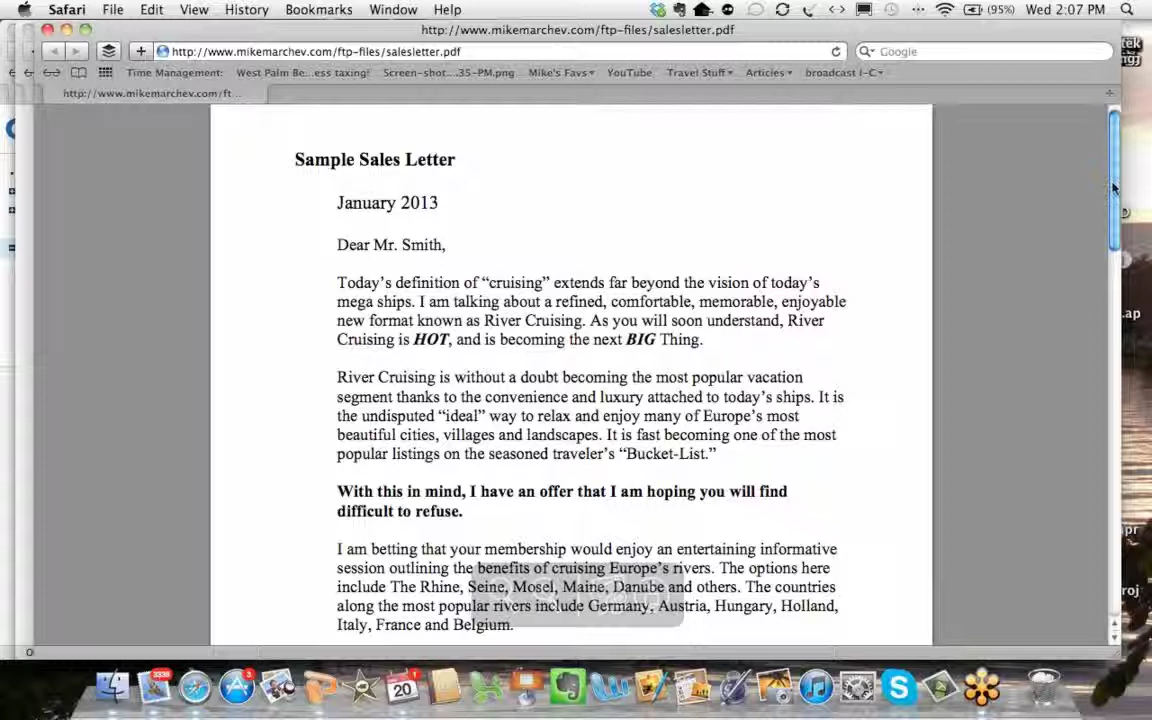 Safari File Edit View History Bookmarks Window Help (95%) Wed 2:07 PM
http://www.mikemarchev.com/ftp-files/salesletter.pdf
http://www.mikemarchev.com/ftp-files/salesletter.pdf Google
Time Management: West Palm Be...ess taxing! Screen-shot....35-PM.png Mike's Favs YouTube Travel Stuff Articles broadcast I-C
http://www.mikemarchev.com/ft...
Sample Sales Letter
January 2013
Dear Mr. Smith,
Today’s definition of “cruising” extends far beyond the vision of today’s
mega ships. I am talking about a refined, comfortable, memorable, enjoyable
new format known as River Cruising. As you will soon understand, River
Cruising is HOT, and is becoming the next BIG Thing.
River Cruising is without a doubt becoming the most popular vacation
segment thanks to the convenience and luxury attached to today’s ships. It is
the undisputed “ideal” way to relax and enjoy many of Europe’s most
beautiful cities, villages and landscapes. It is fast becoming one of the most
popular listings on the seasoned traveler’s “Bucket-List.”
With this in mind, I have an offer that I am hoping you will find
difficult to refuse.
I am betting that your membership would enjoy an entertaining informative
session outlining the benefits of cruising Europe’s rivers. The options here
include The Rhine, Seine, Mosel, Maine, Danube and others. The countries
along the most popular rivers include Germany, Austria, Hungary, Holland,
Italy, France and Belgium.
3
1
20